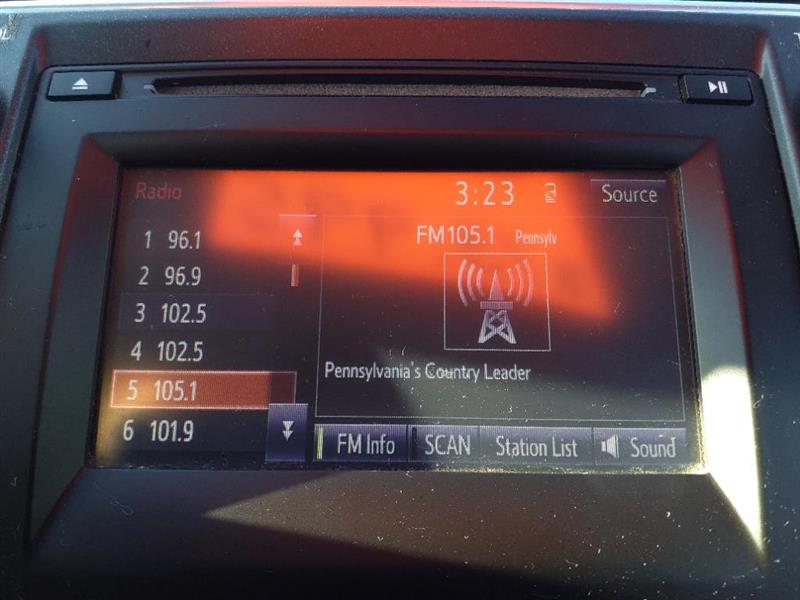 Radio 3:23 Source
1 96.1
2 96.9
3 102.5
4 102.5
5 105.1
6 101.9
FM105.1 Pennsylv
Pennsylvania's Country Leader
FM Info SCAN Station List Sound